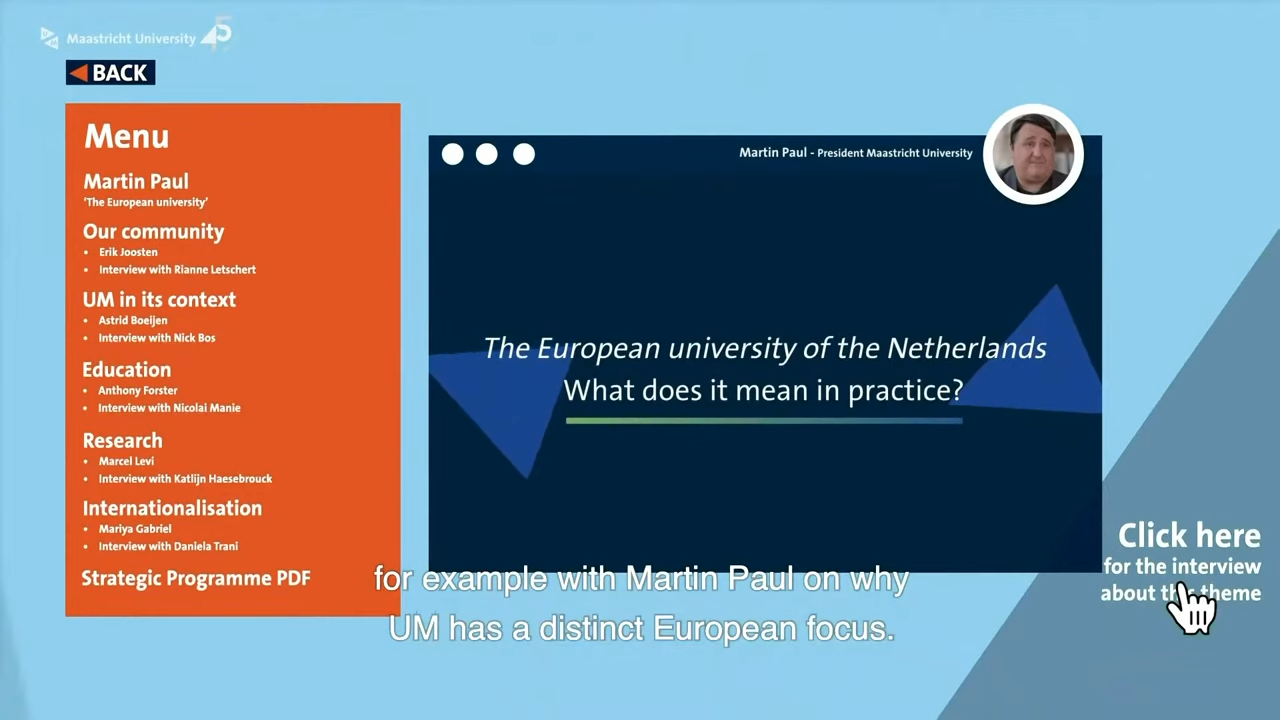 Maastricht University 45
BACK
Menu
Martin Paul
'The European university'
Our community
• Erik Joosten
• Interview with Rianne Letschert
UM in its context
• Astrid Boeijen
• Interview with Nick Bos
Education
• Anthony Forster
• Interview with Nicolai Manie
Research
• Marcel Levi
• Interview with Katlijn Haesebrouck
Internationalisation
• Mariya Gabriel
• Interview with Daniela Trani
Strategic Programme PDF
Martin Paul - President Maastricht University
The European university of the Netherlands
What does it mean in practice?
Click here
for the interview
about this theme
for example with Martin Paul on why
UM has a distinct European focus.